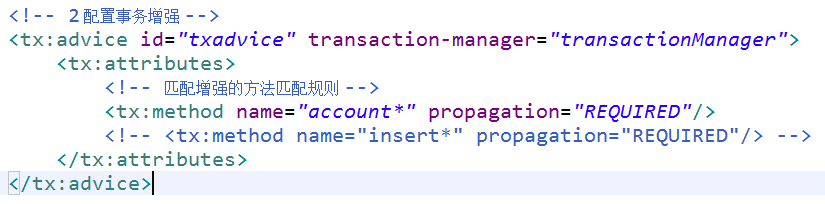 <!-- 2配置事务增强 -->
<tx:advice id="txadvice" transaction-manager="transactionManager">
<tx:attributes>
<!-- 匹配增强的方法匹配规则 -->
<tx:method name="account*" propagation="REQUIRED"/>
<!-- <tx:method name="insert*" propagation="REQUIRED"/> -->
</tx:attributes>
</tx:advice>